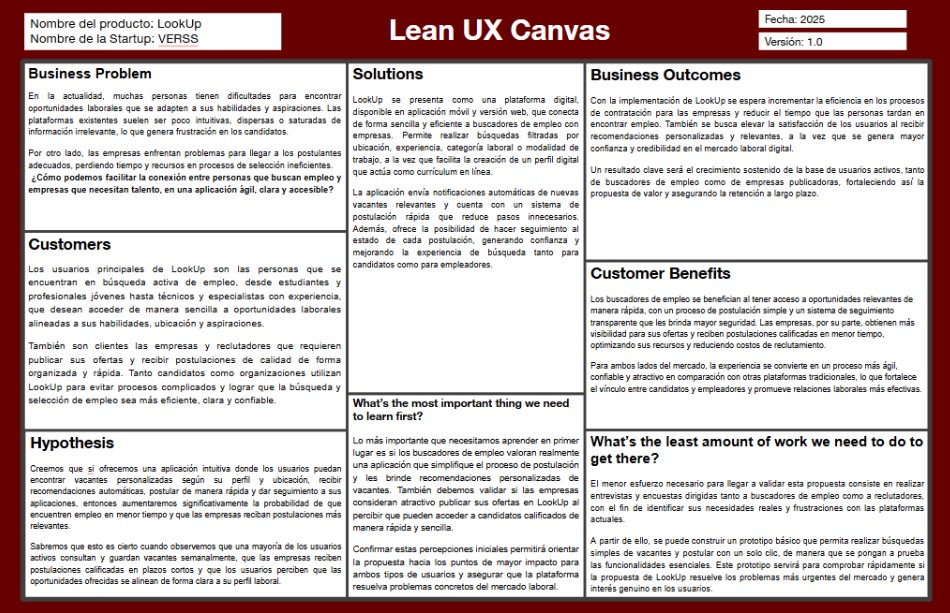 Nombre del producto: LookUp
Nombre de la Startup: VERSS
Lean UX Canvas
Fecha: 2025
Versión: 1.0
Business Problem
En la actualidad, muchas personas tienen dificultades para encontrar
oportunidades laborales que se adapten a sus habilidades y aspiraciones. Las
plataformas existentes suelen ser poco intuitivas, dispersas o saturadas de
información irrelevante, lo que genera frustración en los candidatos.
Por otro lado, las empresas enfrentan problemas para llegar a los postulantes
adecuados, perdiendo tiempo y recursos en procesos de selección ineficientes.
¿Cómo podemos facilitar la conexión entre personas que buscan empleo y
empresas que necesitan talento, en una aplicación ágil, clara y accesible?
Customers
Los usuarios principales de LookUp son las personas que se
encuentran en búsqueda activa de empleo, desde estudiantes y
profesionales jóvenes hasta técnicos y especialistas con experiencia,
que desean acceder de manera sencilla a oportunidades laborales
alineadas a sus habilidades, ubicación y aspiraciones.
También son clientes las empresas y reclutadores que requieren
publicar sus ofertas y recibir postulaciones de calidad de forma
organizada y rápida. Tanto candidatos como organizaciones utilizan
LookUp para evitar procesos complicados y lograr que la búsqueda y
selección de empleo sea más eficiente, clara y confiable.
Hypothesis
Creemos que si ofrecemos una aplicación intuitiva donde los usuarios puedan
encontrar vacantes personalizadas según su perfil y ubicación, recibir
recomendaciones automáticas, postular de manera rápida y dar seguimiento a sus
aplicaciones, entonces aumentaremos significativamente la probabilidad de que
encuentren empleo en menor tiempo y que las empresas reciban postulaciones más
relevantes.
Sabremos que esto es cierto cuando observemos que una mayoría de los usuarios
activos consultan y guardan vacantes semanalmente, que las empresas reciben
postulaciones calificadas en plazos cortos y que los usuarios perciben que las
oportunidades ofrecidas se alinean de forma clara a su perfil laboral.
Solutions
LookUp se presenta como una plataforma digital,
disponible en aplicación móvil y versión web, que conecta
de forma sencilla y eficiente a buscadores de empleo con
empresas. Permite realizar búsquedas filtradas por
ubicación, experiencia, categoría laboral o modalidad de
trabajo, a la vez que facilita la creación de un perfil digital
que actúa como currículum en línea.
La aplicación envía notificaciones automáticas de nuevas
vacantes relevantes y cuenta con un sistema de
postulación rápida que reduce pasos innecesarios.
Además, ofrece la posibilidad de hacer seguimiento al
estado de cada postulación, generando confianza y
mejorando la experiencia de búsqueda tanto para
candidatos como para empleadores.
What's the most important thing we need
to learn first?
Lo más importante que necesitamos aprender en primer
lugar es si los buscadores de empleo valoran realmente
una aplicación que simplifique el proceso de postulación
y les brinde recomendaciones personalizadas de
vacantes. También debemos validar si las empresas
consideran atractivo publicar sus ofertas en LookUp al
percibir que pueden acceder a candidatos calificados de
manera rápida y sencilla.
Confirmar estas percepciones iniciales permitirá orientar
la propuesta hacia los puntos de mayor impacto para
ambos tipos de usuarios y asegurar que la plataforma
resuelva problemas concretos del mercado laboral.
Business Outcomes
Con la implementación de LookUp se espera incrementar la eficiencia en los procesos
de contratación para las empresas y reducir el tiempo que las personas tardan en
encontrar empleo. También se busca elevar la satisfacción de los usuarios al recibir
recomendaciones personalizadas y relevantes, a la vez que se genera mayor
confianza y credibilidad en el mercado laboral digital.
Un resultado clave será el crecimiento sostenido de la base de usuarios activos, tanto
de buscadores de empleo como de empresas publicadoras, fortaleciendo así la
propuesta de valor y asegurando la retención a largo plazo.
Customer Benefits
Los buscadores de empleo se benefician al tener acceso a oportunidades relevantes de
manera rápida, con un proceso de postulación simple y un sistema de seguimiento
transparente que les brinda mayor seguridad. Las empresas, por su parte, obtienen más
visibilidad para sus ofertas y reciben postulaciones calificadas en menor tiempo,
optimizando sus recursos y reduciendo costos de reclutamiento.
Para ambos lados del mercado, la experiencia se convierte en un proceso más ágil,
confiable y atractivo en comparación con otras plataformas tradicionales, lo que fortalece
el vínculo entre candidatos y empleadores y promueve relaciones laborales más efectivas.
What's the least amount of work we need to do to
get there?
El menor esfuerzo necesario para llegar a validar esta propuesta consiste en realizar
entrevistas y encuestas dirigidas tanto a buscadores de empleo como a reclutadores,
con el fin de identificar sus necesidades reales y frustraciones con las plataformas
actuales.
A partir de ello, se puede construir un prototipo básico que permita realizar búsquedas
simples de vacantes y postular con un solo clic, de manera que se pongan a prueba
las funcionalidades esenciales. Este prototipo servirá para comprobar rápidamente si
la propuesta de LookUp resuelve los problemas más urgentes del mercado y genera
interés genuino en los usuarios.